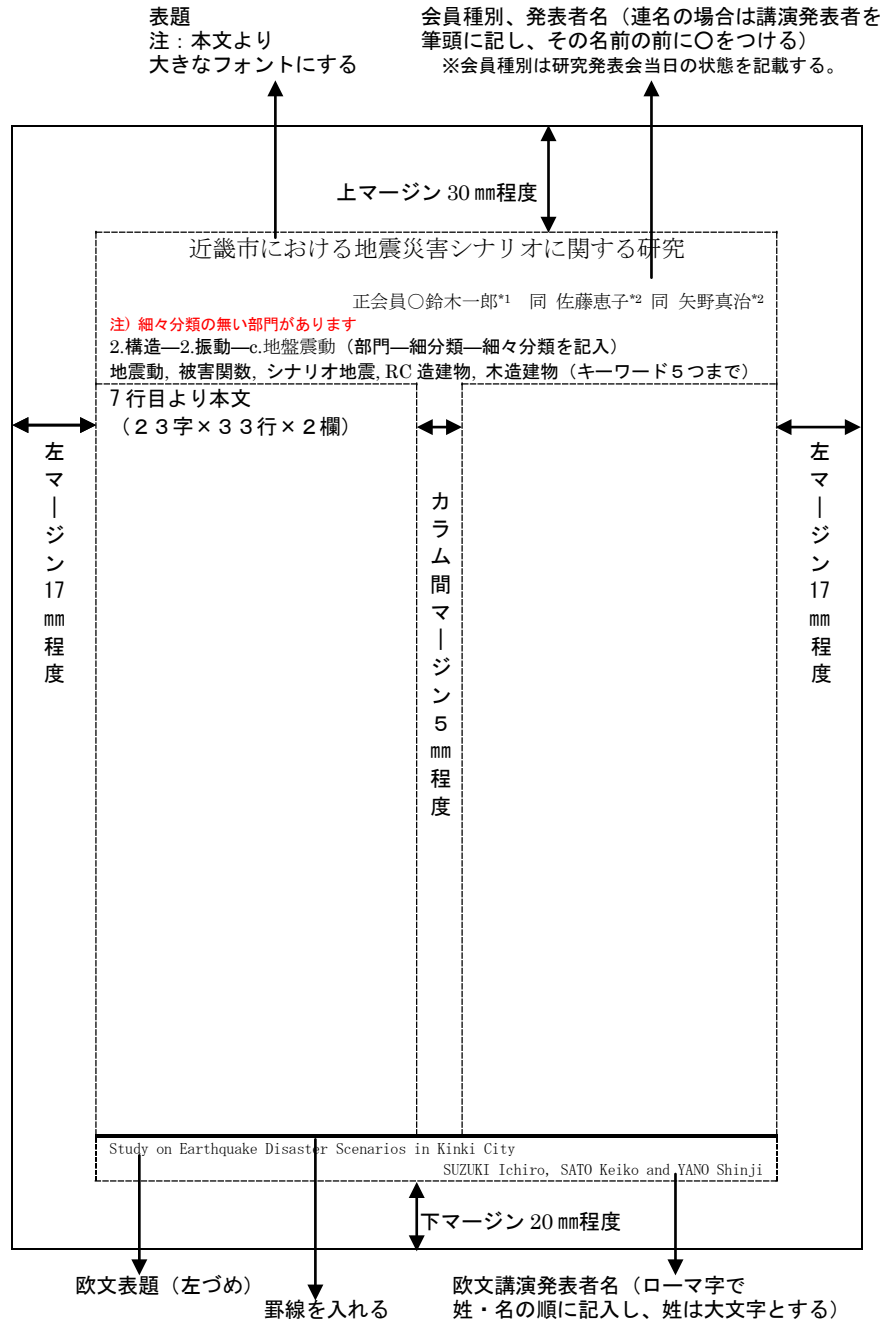 表題
注：本文より
大きなフォントにする
会員種別、発表者名（連名の場合は講演発表者を
筆頭に記し、その名前の前に〇をつける）
※会員種別は研究発表会当日の状態を記載する。
上マージン 30 ㎜程度
近畿市における地震災害シナリオに関する研究
正会員〇鈴木一郎*1 同 佐藤恵子*2 同 矢野真治*2
注）細々分類の無い部門があります
2.構造―2.振動―c.地盤震動（部門―細分類―細々分類を記入）
地震動, 被害関数, シナリオ地震, RC 造建物, 木造建物（キーワード５つまで）
7 行目より本文
（２３字×３３行×２欄）
左マージン 17 ㎜程度
カラム間マージン５㎜程度
左マージン 17 ㎜程度
Study on Earthquake Disaster Scenarios in Kinki City
SUZUKI Ichiro, SATO Keiko and YANO Shinji
下マージン 20 ㎜程度
欧文表題（左づめ）
罫線を入れる
欧文講演発表者名（ローマ字で
姓・名の順に記入し、姓は大文字とする）